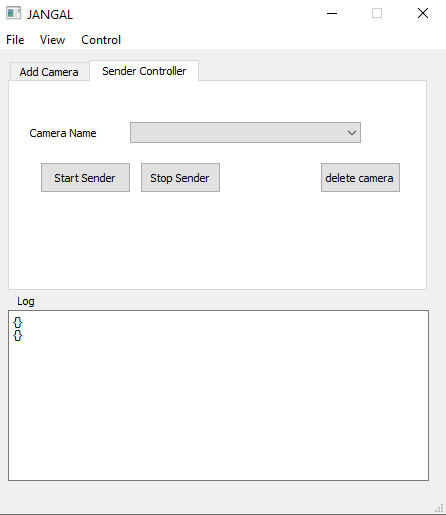 JANGAL
File View Control
Add Camera Sender Controller
Camera Name
Start Sender Stop Sender delete camera
Log
{}
{}